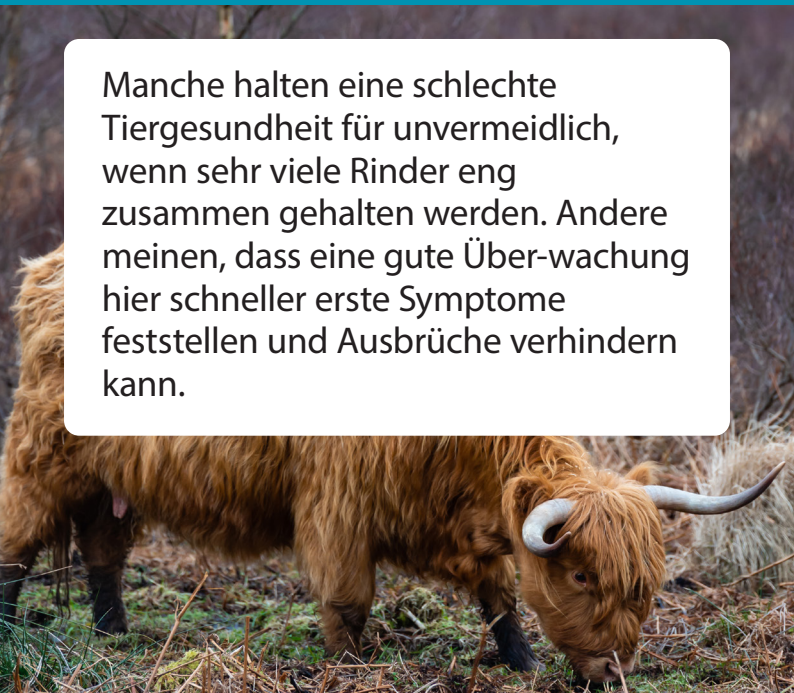 Manche halten eine schlechte
Tiergesundheit für unvermeidlich,
wenn sehr viele Rinder eng
zusammen gehalten werden. Andere
meinen, dass eine gute Über-wachung
hier schneller erste Symptome
feststellen und Ausbrüche verhindern
kann.